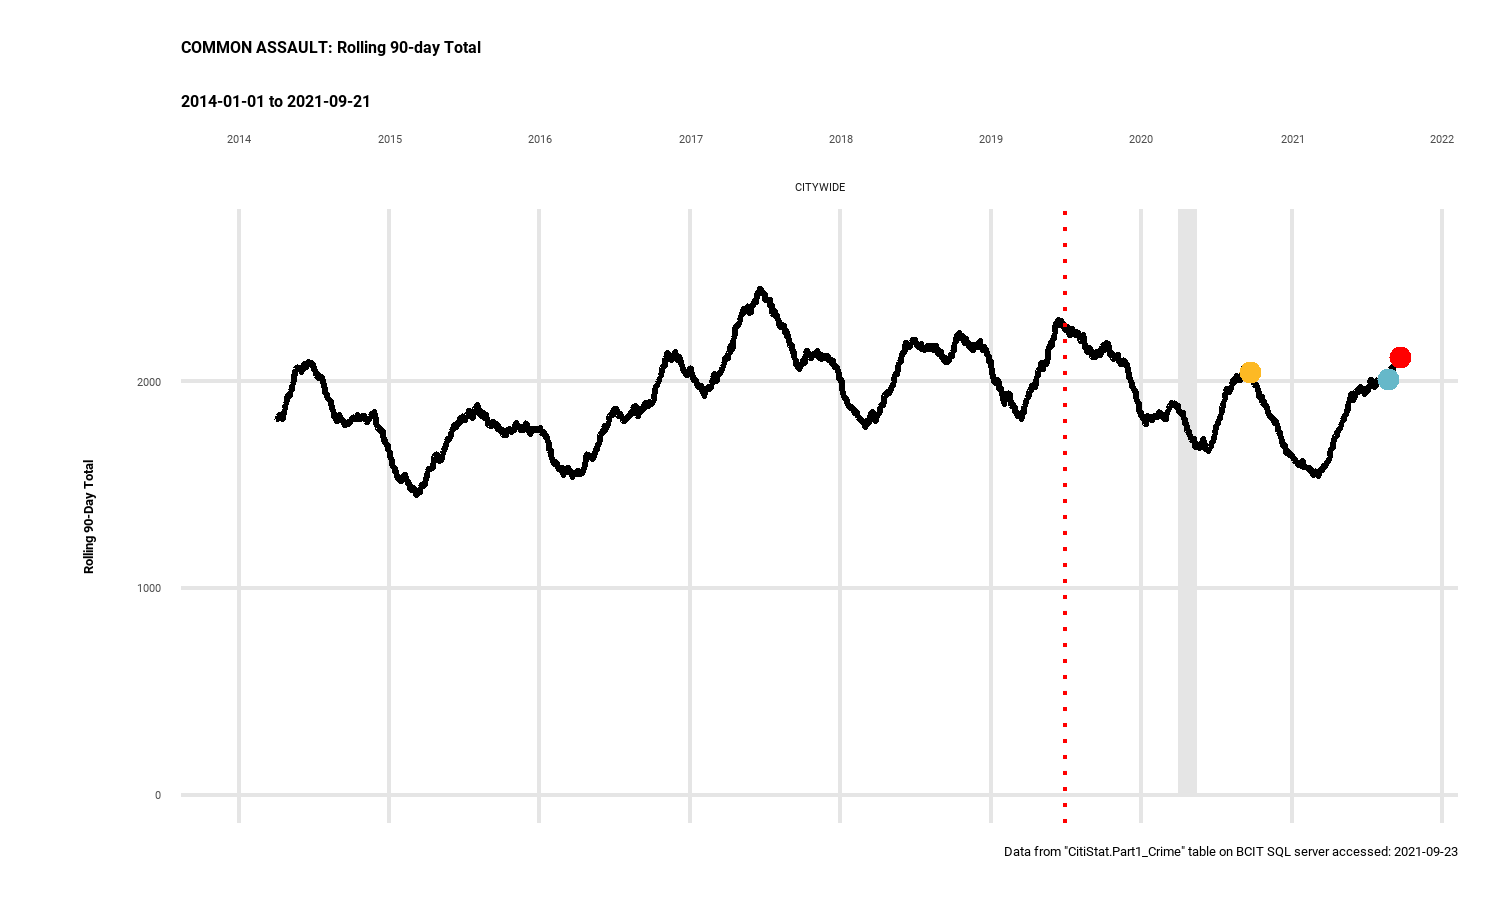 COMMON ASSAULT: Rolling 90-day Total
2014-01-01 to 2021-09-21
2014 2015 2016 2017 2018 2019 2020 2021 2022
CITYWIDE
2000
1000
0
Rolling 90-Day Total
Data from "CitiStat.Part1_Crime" table on BCIT SQL server accessed: 2021-09-23